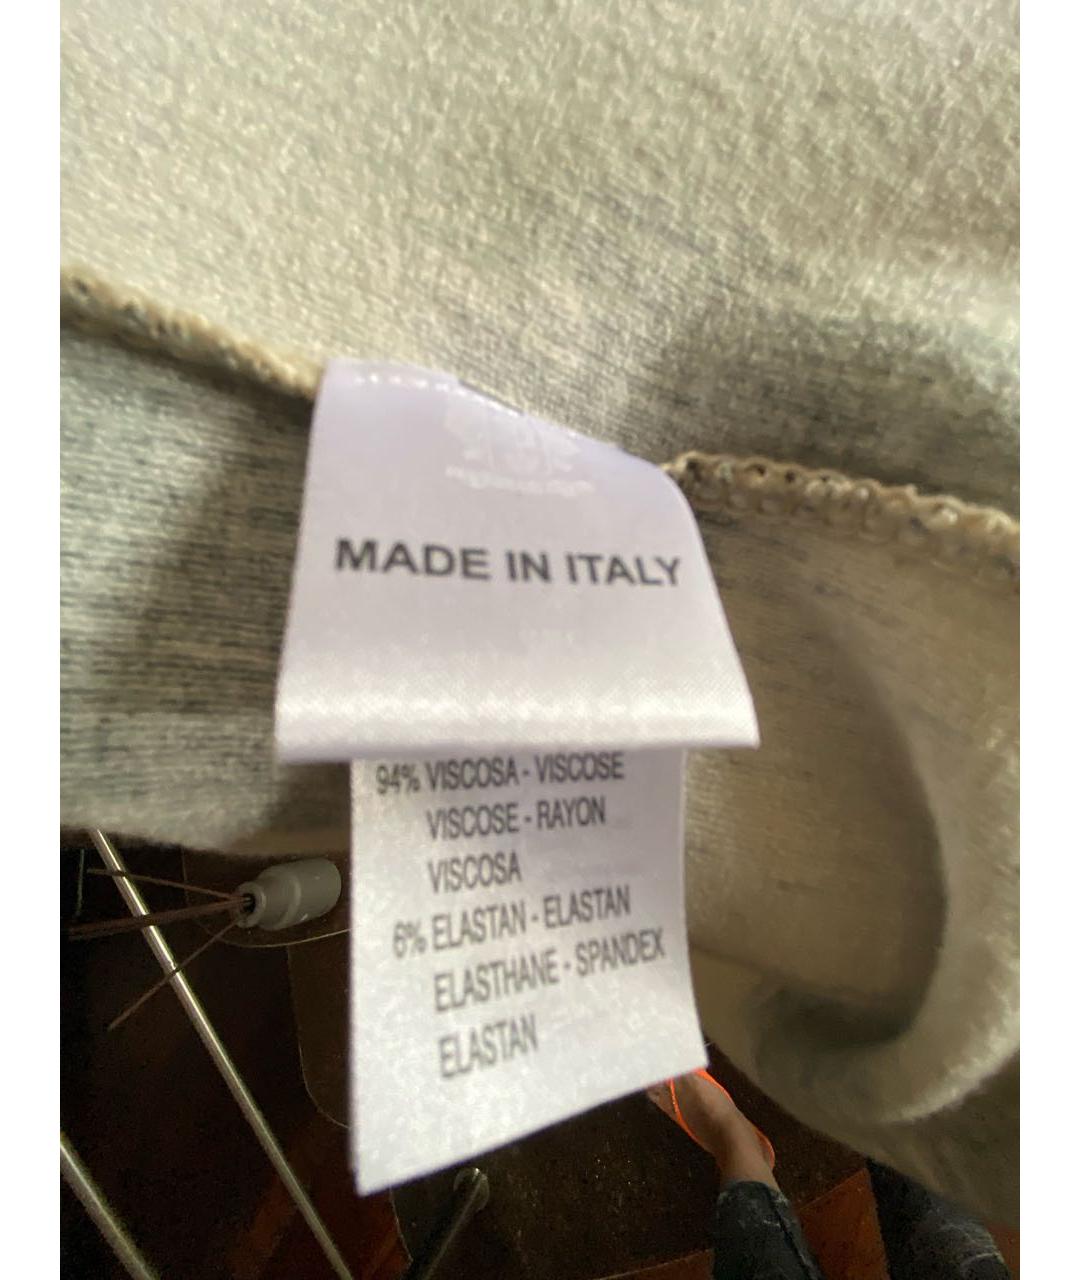 MADE IN ITALY
94% VISCOSA - VISCOSE
VISCOSE - RAYON
VISCOSA
6% ELASTAN - ELASTAN
ELASTHANE - SPANDEX
ELASTAN